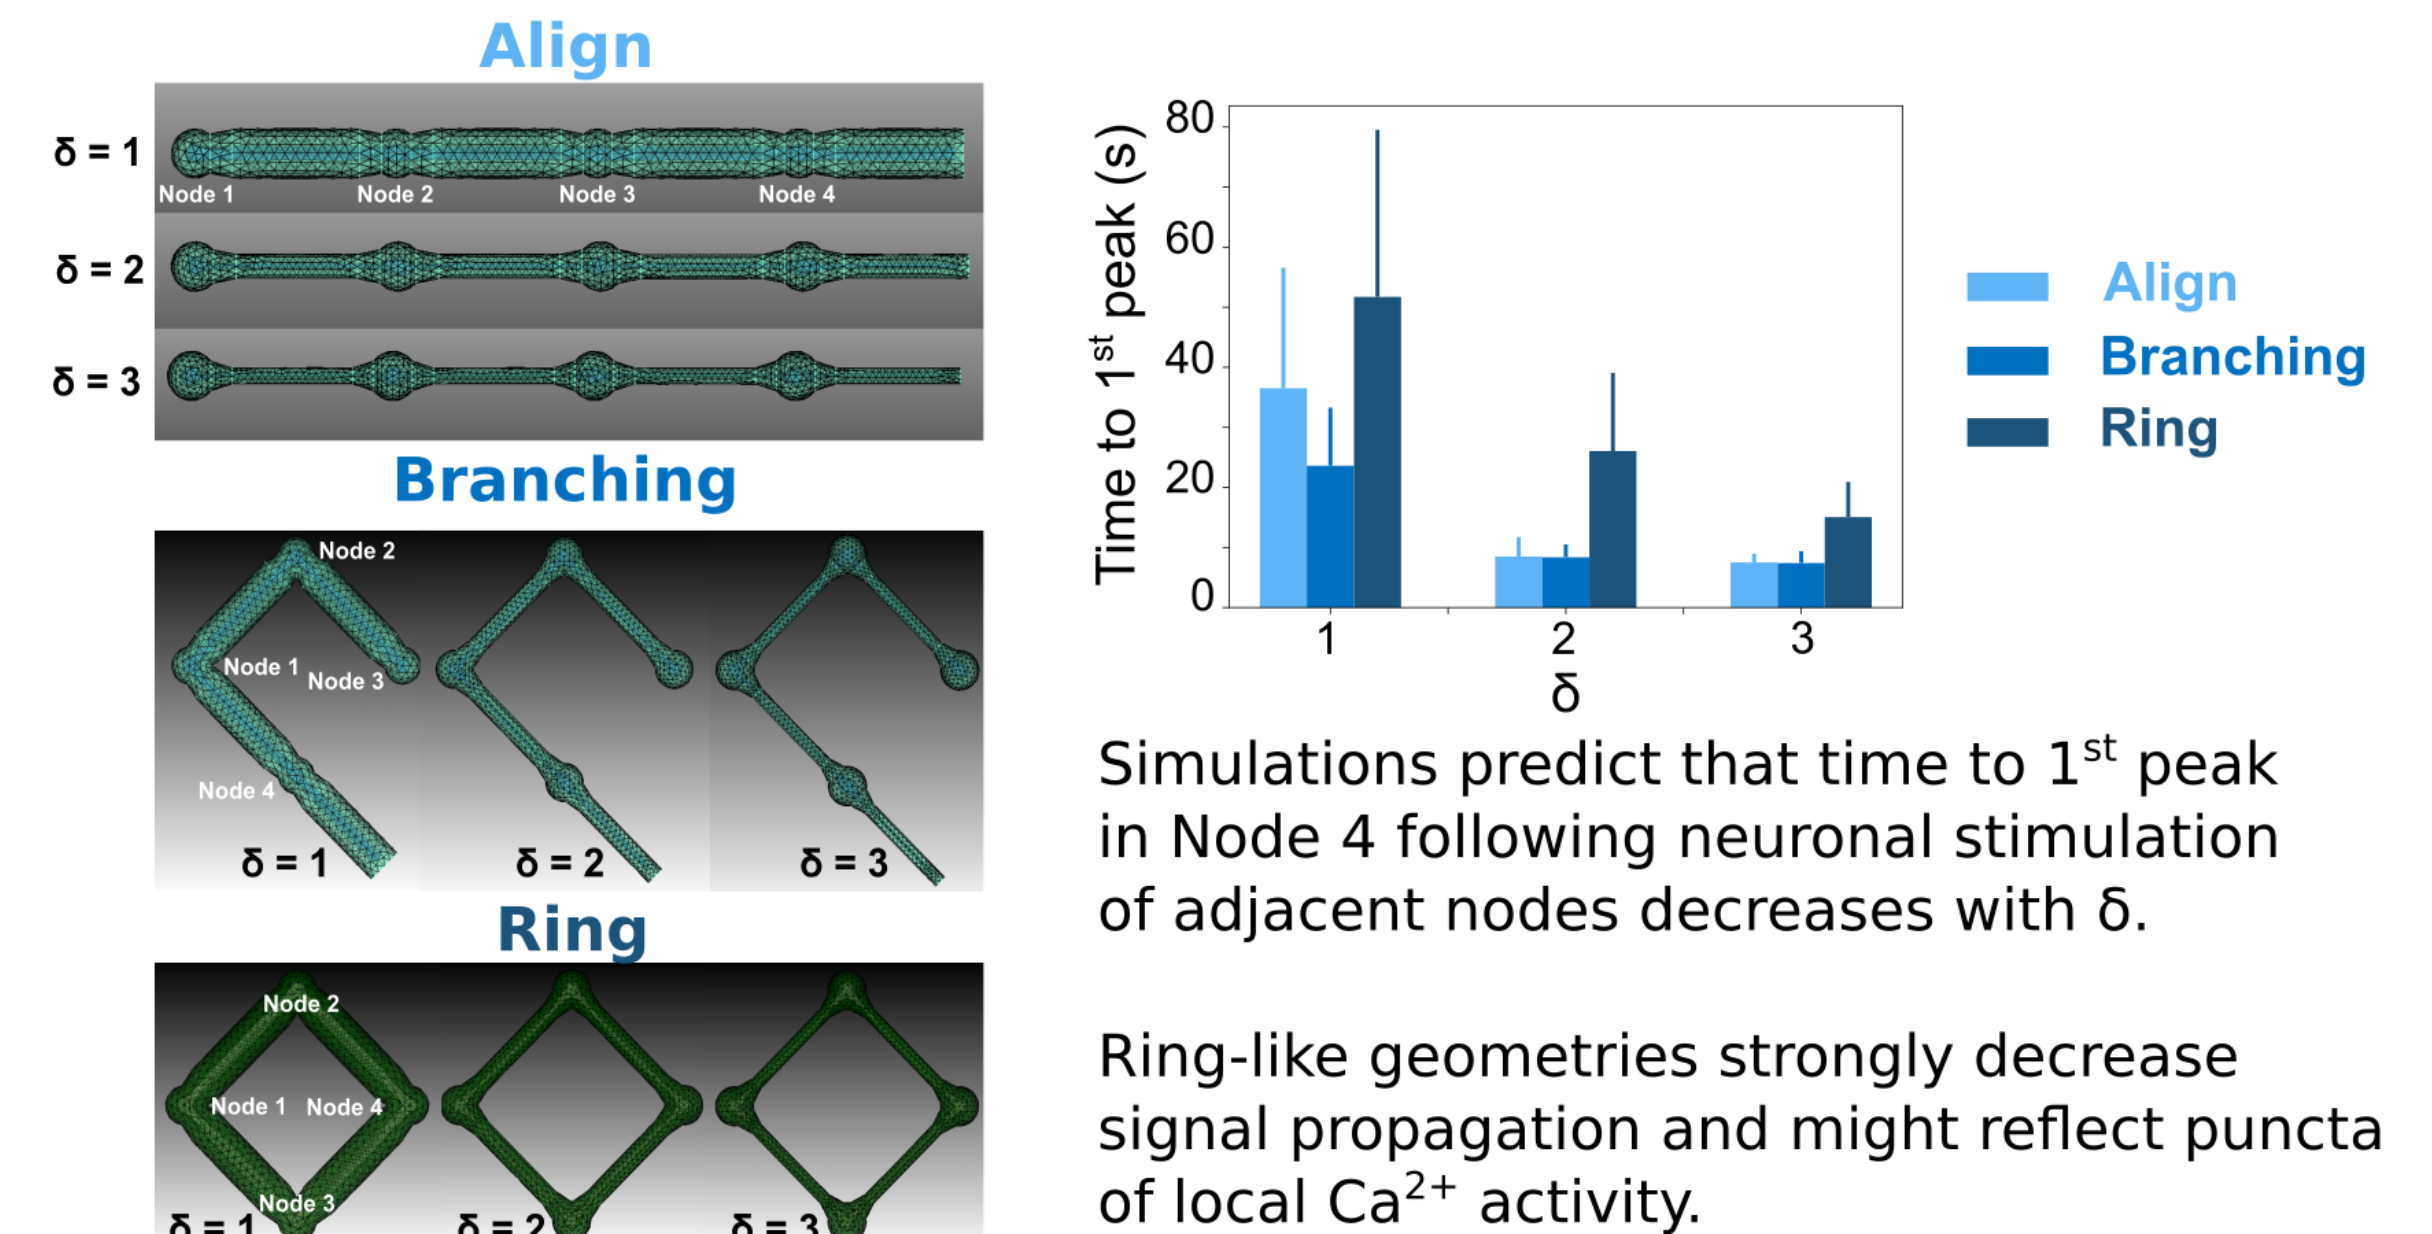 Align
δ = 1
Node 1 Node 2 Node 3 Node 4
δ = 2
δ = 3
Branching
Node 2
Node 1
Node 3
Node 4
δ = 1 δ = 2 δ = 3
Ring
Node 2
Node 1 Node 4
Node 3
δ = 1 δ = 2 δ = 3
Time to 1st peak (s)
80
60
40
20
0
1 2 3
δ
Align
Branching
Ring
Simulations predict that time to 1st peak
in Node 4 following neuronal stimulation
of adjacent nodes decreases with δ.
Ring-like geometries strongly decrease
signal propagation and might reflect puncta
of local Ca2+ activity.